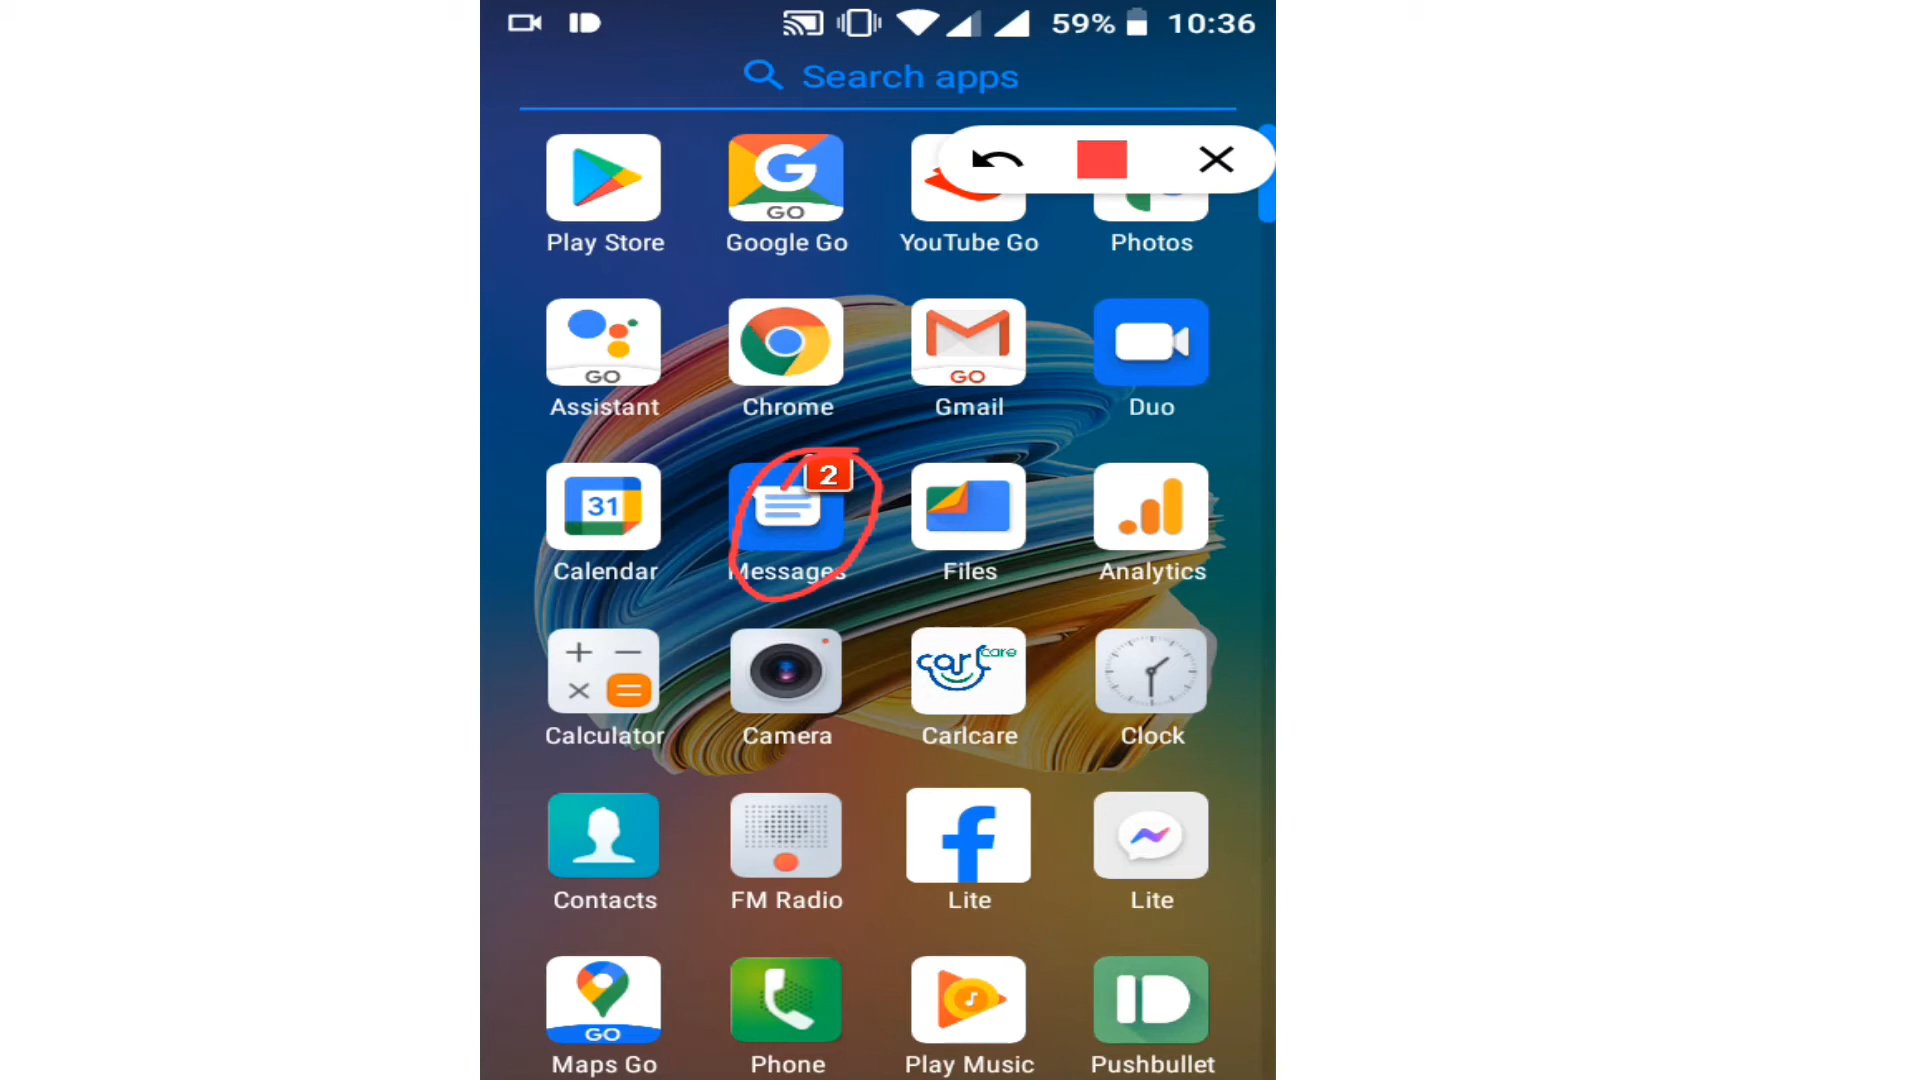 59% 10:36
Search apps
GO
Play Store Google Go YouTube Go Photos
GO GO
Assistant Chrome Gmail Duo
31 2
Calendar Messages Files Analytics
carlcare
Calculator Camera Carlcare Clock
Contacts FM Radio Lite Lite
GO
Maps Go Phone Play Music Pushbullet